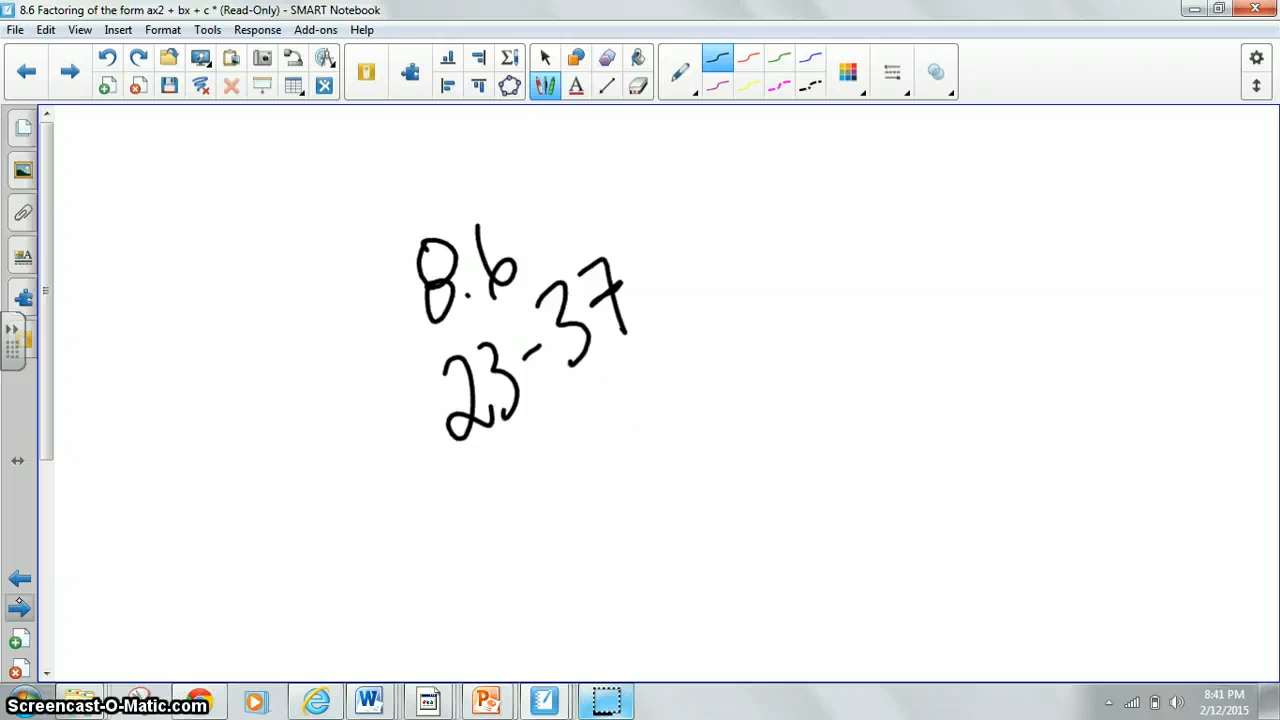 8.6 Factoring of the form ax2 + bx + c * (Read-Only) - SMART Notebook
File Edit View Insert Format Tools Response Add-ons Help
8.6
23-37
Screencast-O-Matic.com
8:41 PM
2/12/2015